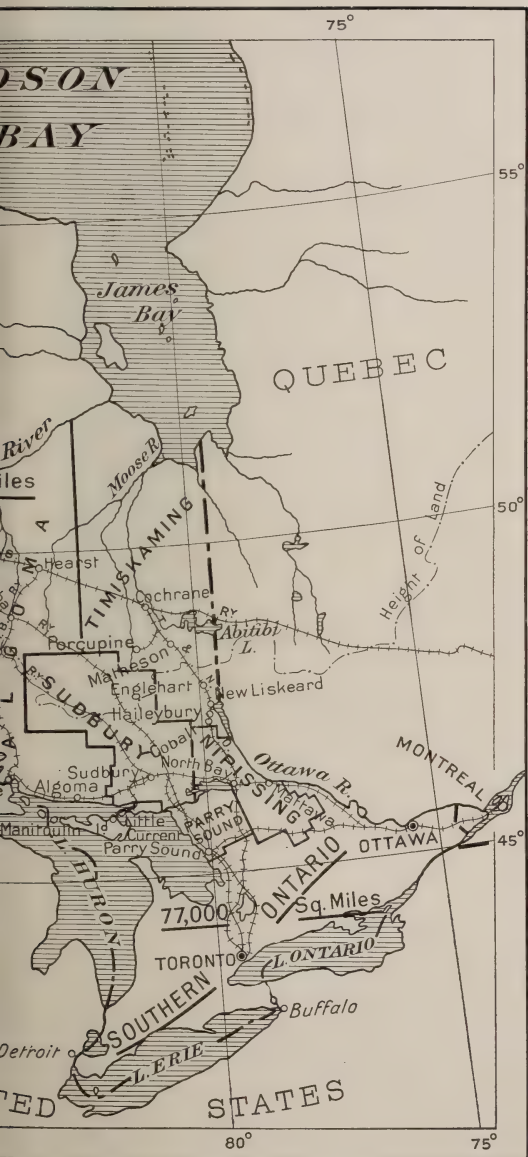 75°
DSON
BAY
55°
James
Bay
QUEBEC
River
Moose R.
iles
50°
Height of Land
ALGOMA
TIMISKAMING
Hearst
Cochrane
RY
Abitibi
L.
RY
Porcupine
T. & N.
Matheson
Englehart
New Liskeard
RY
SUDBURY
Haileybury
Cobalt
NIPISSING
North Bay
Ottawa R.
MONTREAL
Sudbury
Mattawa
Algoma
Manitoulin
Little
Current
PARRY
SOUND
OTTAWA
45°
Parry Sound
L. HURON
ONTARIO
77,000
Sq. Miles
TORONTO
L. ONTARIO
SOUTHERN
Buffalo
Detroit
L. ERIE
TED
STATES
80°
75°